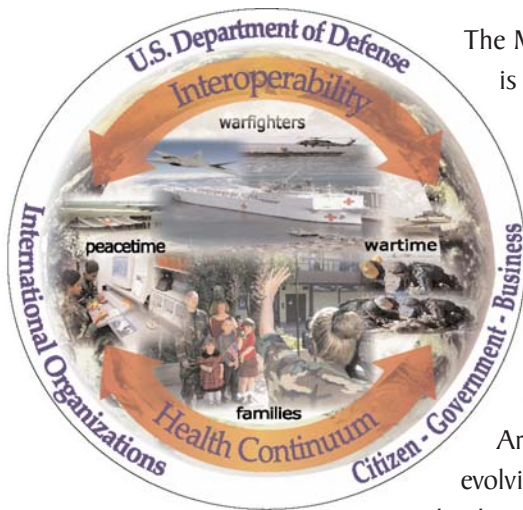 U.S. Department of Defense
The M
is
Interoperability
warfighters
peacetime
wartime
International Organizations
Citizen - Government - Business
families
Health Continuum
Ar
evolvi